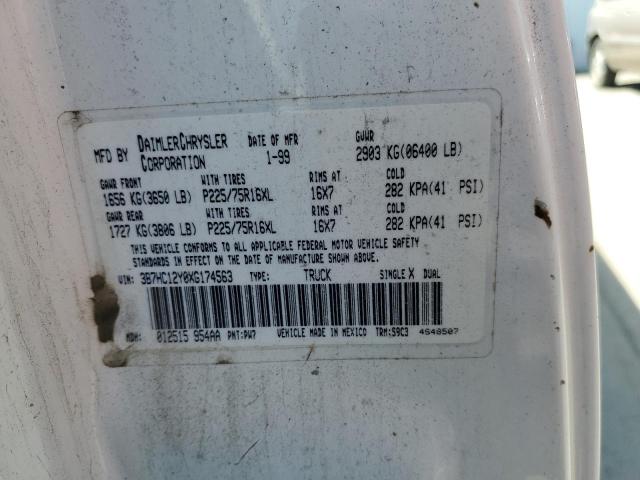 MFD BY DAIMLERCHRYSLER CORPORATION DATE OF MFR 1-99 GVWR 2903 KG(06400 LB)
GAWR FRONT WITH TIRES RIMS AT COLD
1656 KG(3650 LB) P225/75R16XL 16X7 282 KPA(41 PSI)
GAWR REAR WITH TIRES RIMS AT COLD
1727 KG(3806 LB) P225/75R16XL 16X7 282 KPA(41 PSI)
THIS VEHICLE CONFORMS TO ALL APPLICABLE FEDERAL MOTOR VEHICLE SAFETY
STANDARDS IN EFFECT ON THE DATE OF MANUFACTURE SHOWN ABOVE.
VIN: 3B7HC12Y0XG174563 TYPE: TRUCK SINGLE X DUAL
MDH: 012515 954AA PNT: PW7 VEHICLE MADE IN MEXICO TRM: S9C3 4648507